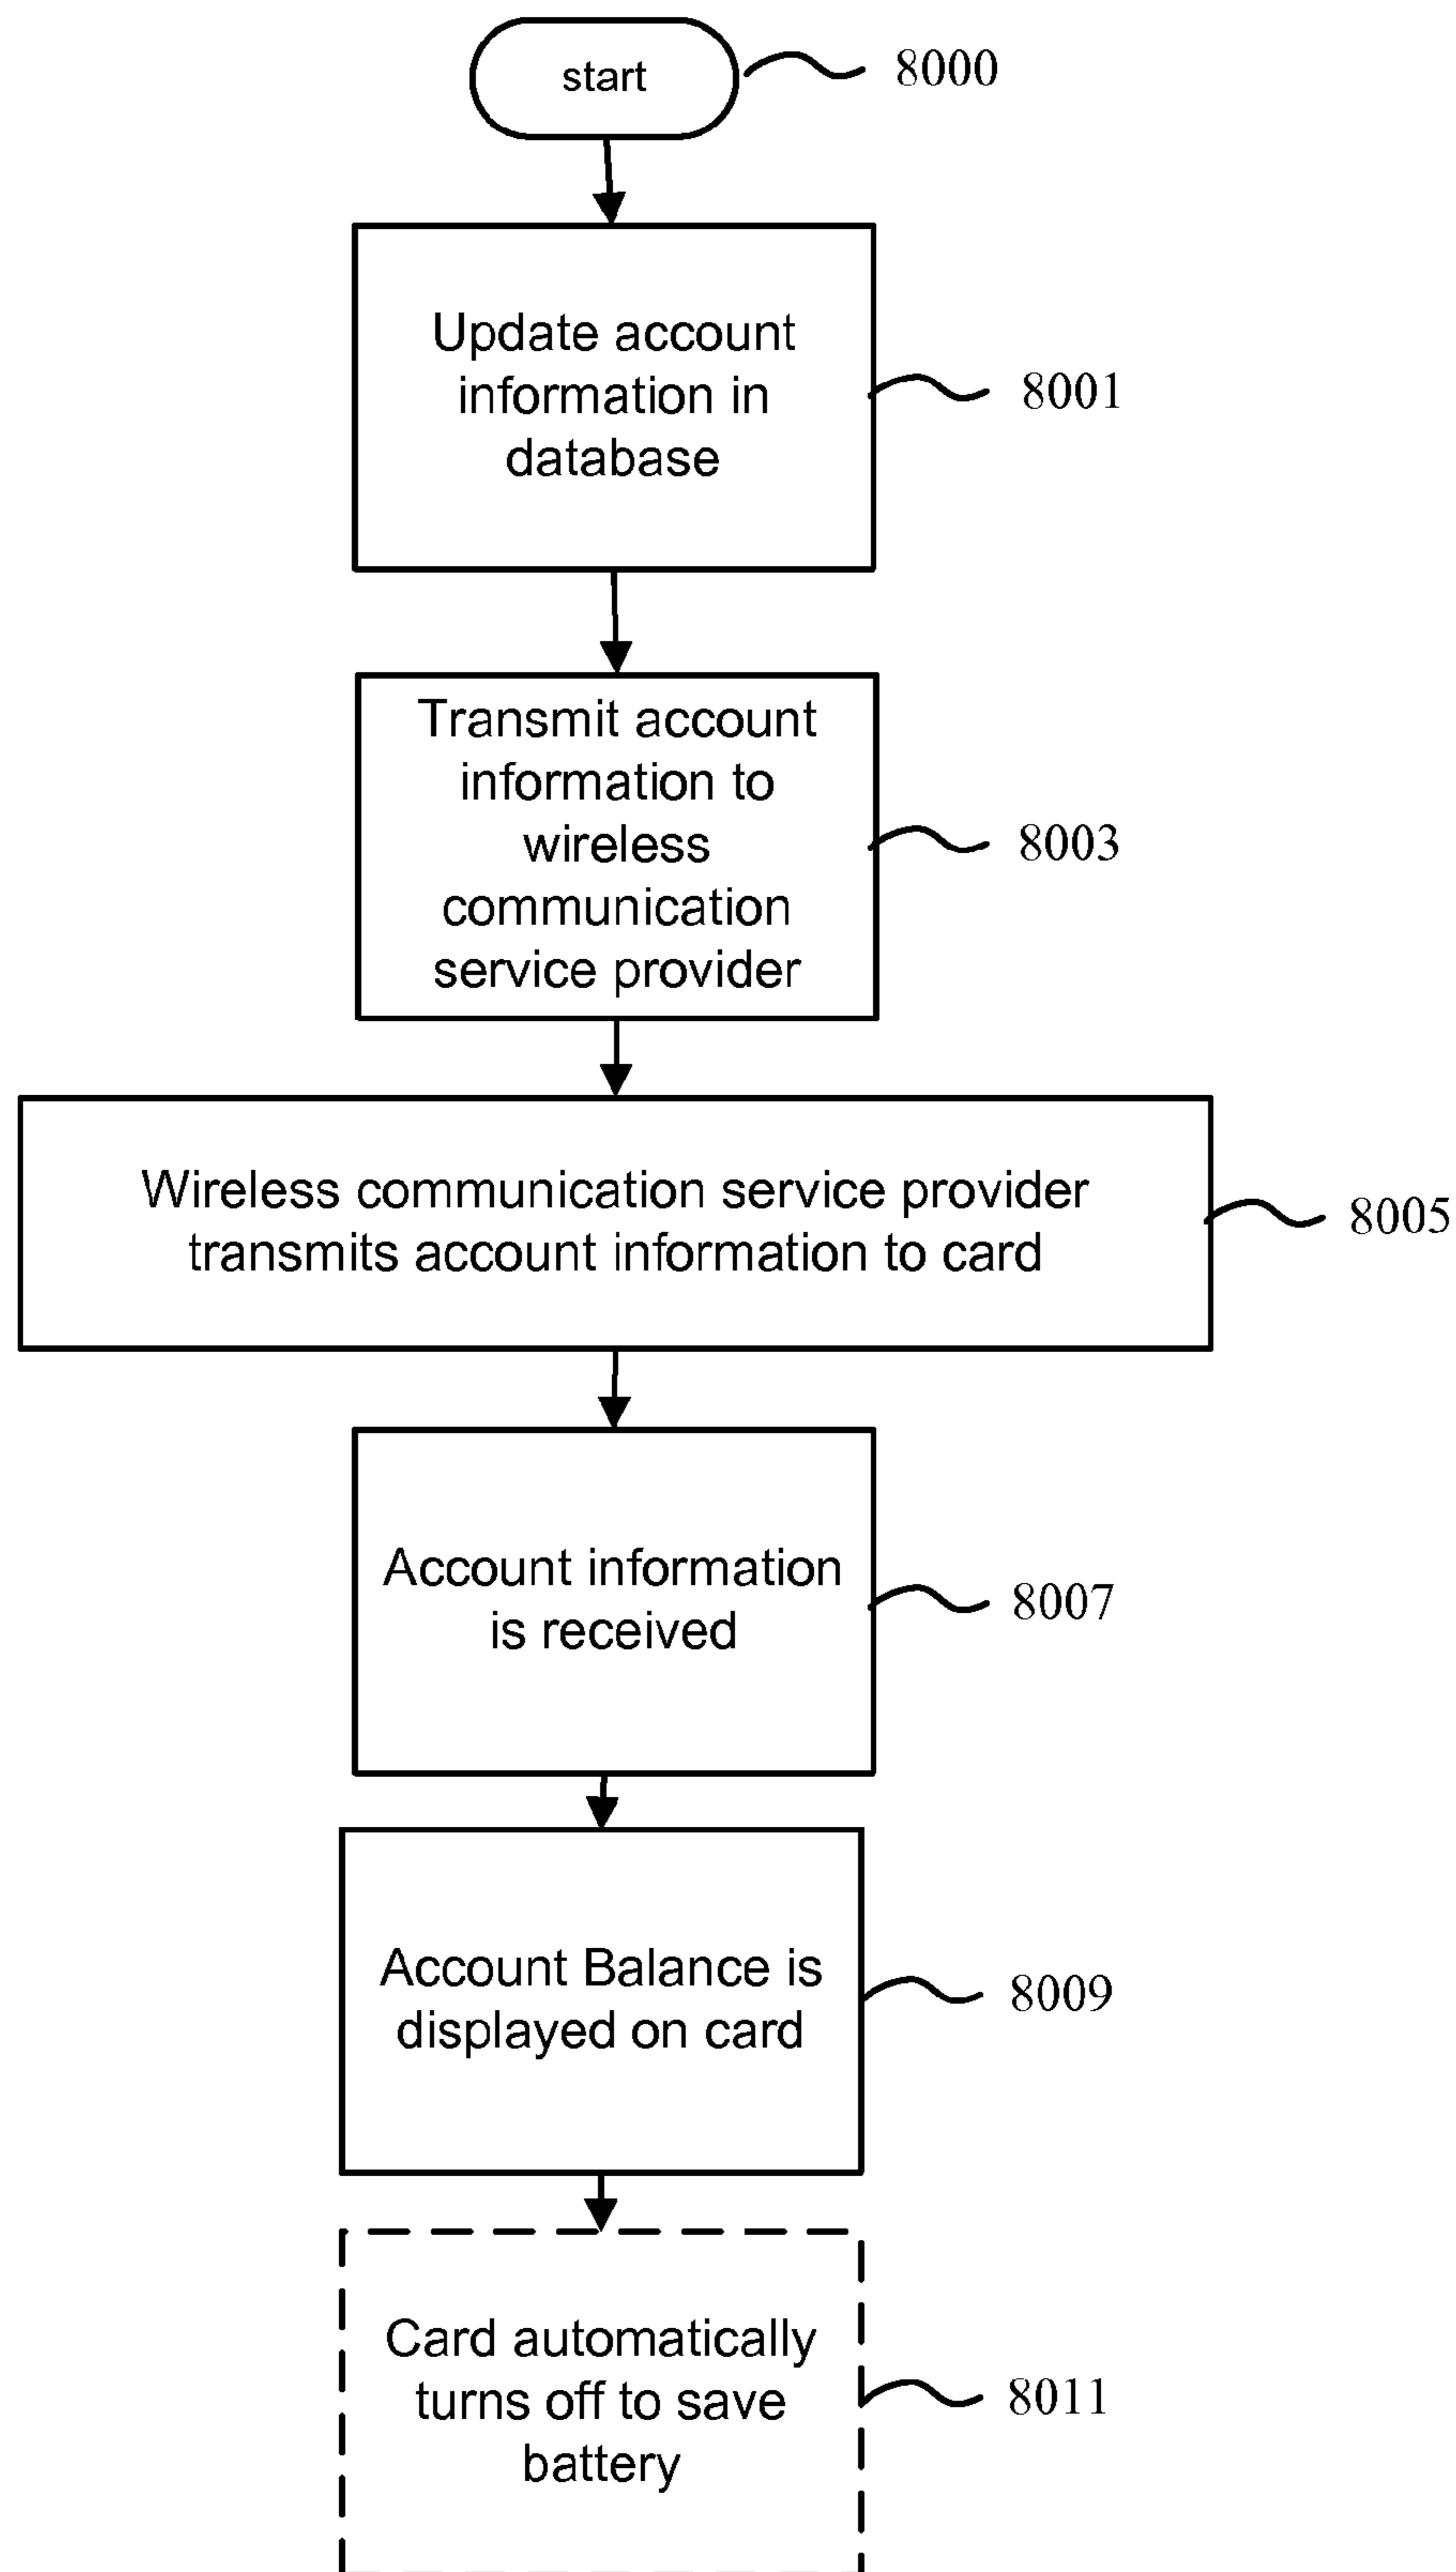 start
8000
Update account
information in
database
8001
Transmit account
information to
wireless
communication
service provider
8003
Wireless communication service provider
transmits account information to card
8005
Account information
is received
8007
Account Balance is
displayed on card
8009
Card automatically
turns off to save
battery
8011